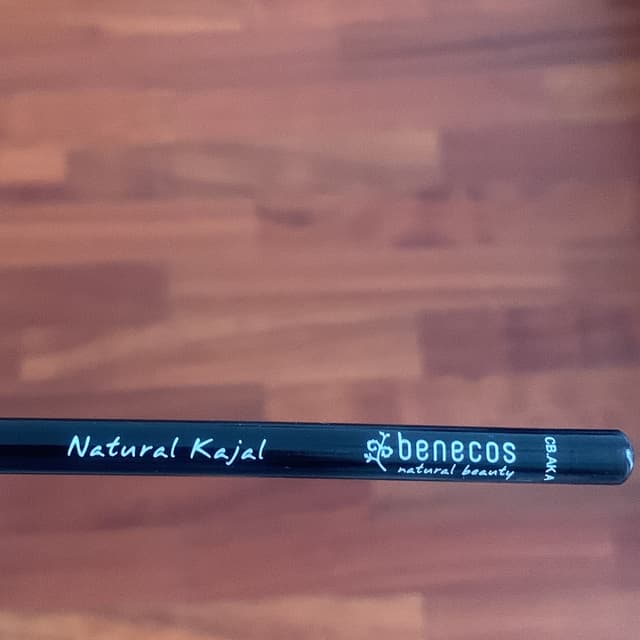 Natural Kajal
benecos
natural beauty
CB.AKA